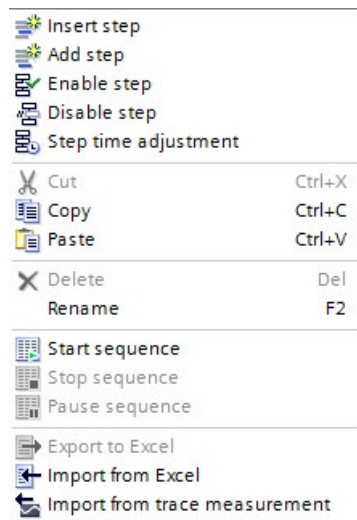 Insert step
Add step
Enable step
Disable step
Step time adjustment
Cut Ctrl+X
Copy Ctrl+C
Paste Ctrl+V
Delete Del
Rename F2
Start sequence
Stop sequence
Pause sequence
Export to Excel
Import from Excel
Import from trace measurement